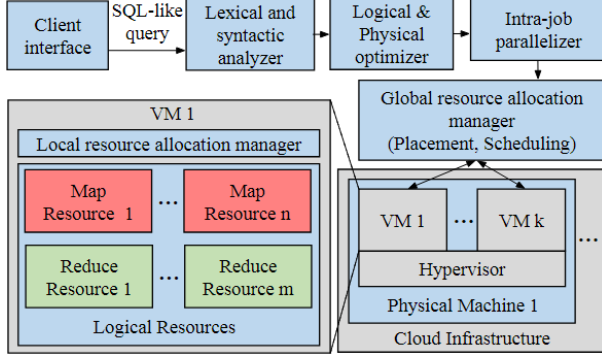 Client
interface
SQL-like
query
Lexical and
syntactic
analyzer
Logical &
Physical
optimizer
Intra-job
parallelizer
Global resource allocation
manager
(Placement, Scheduling)
VM 1
Local resource allocation manager
Map
Resource 1
...
Map
Resource n
Reduce
Resource 1
...
Reduce
Resource m
Logical Resources
VM 1
...
VM k
...
Hypervisor
Physical Machine 1
Cloud Infrastructure